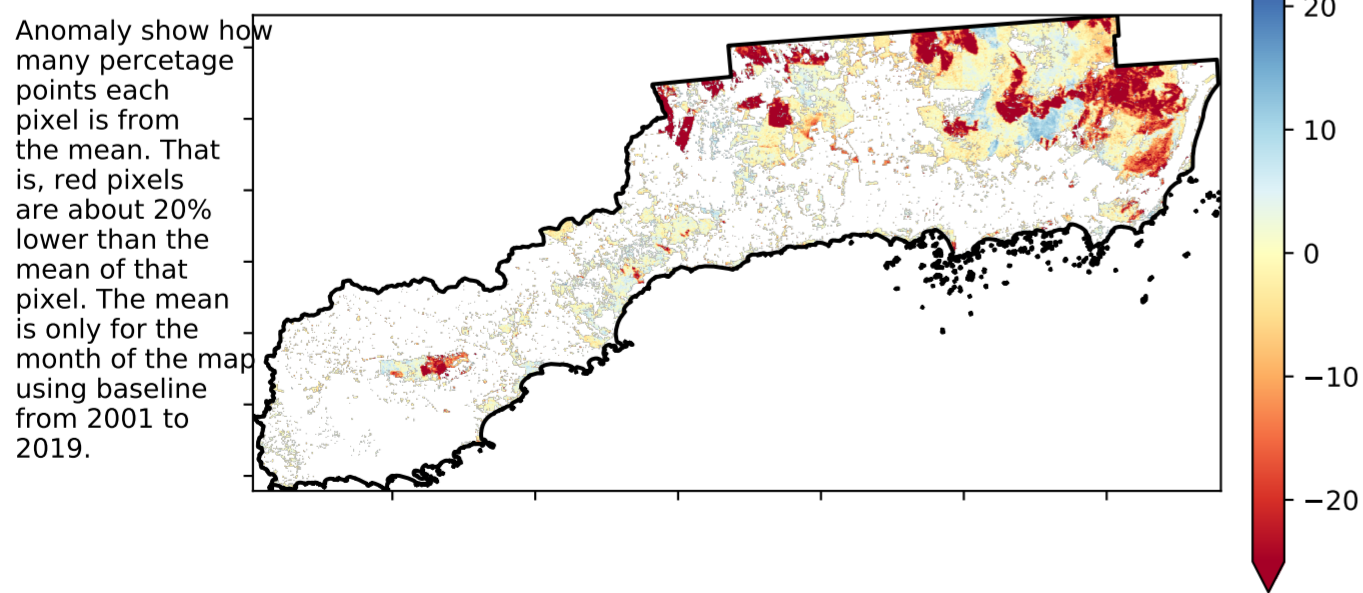 Anomaly show how
many percetage
points each
pixel is from
the mean. That
is, red pixels
are about 20%
lower than the
mean of that
pixel. The mean
is only for the
month of the map
using baseline
from 2001 to
2019.
20
10
0
−10
−20